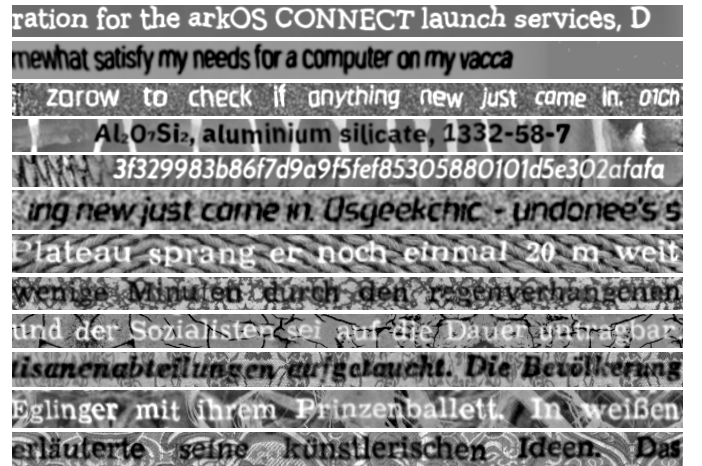 ration for the arkOS CONNECT launch services, D
mewhat satisfy my needs for a computer on my vacca
zarow to check if anything new just came in. 01Ch
Al₂O₇Si₂, aluminium silicate, 1332-58-7
3f329983b86f7d9a9f5fef85305880101d5e302afafa
ing new just came in. Usgeekchic - undonee's s
Plateau sprang er noch einmal 20 m weit
wenige Minuten durch den regenverhangenen
und der Sozialisten sei auf die Dauer untragbar.
tisanenabteilungen aufgetaucht. Die Bevölkerung
Eglinger mit ihrem Prinzenballett. In weißen
erläuterte seine künstlerischen Ideen. Das